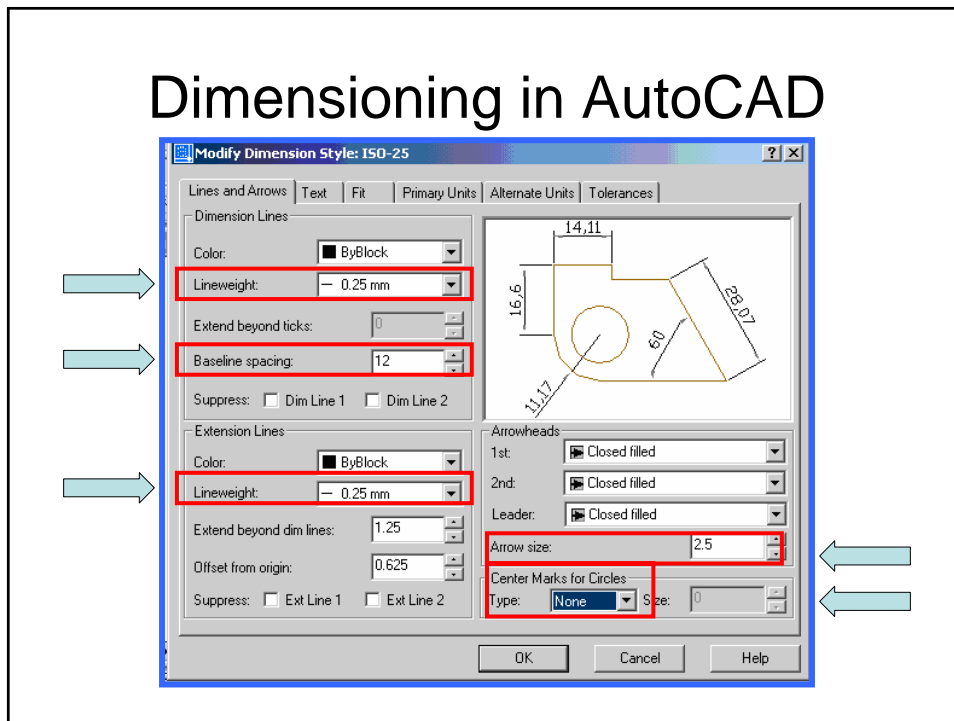 Dimensioning in AutoCAD
Modify Dimension Style: ISO-25
Lines and Arrows Text Fit Primary Units Alternate Units Tolerances
Dimension Lines
Color: ByBlock
Lineweight: 0.25 mm
Extend beyond ticks: 0
Baseline spacing: 12
Suppress: Dim Line 1 Dim Line 2
Extension Lines
Color: ByBlock
Lineweight: 0.25 mm
Extend beyond dim lines: 1.25
Offset from origin: 0.625
Suppress: Ext Line 1 Ext Line 2
14,11
16,6
28,07
60
11,17
Arrowheads
1st: Closed filled
2nd: Closed filled
Leader: Closed filled
Arrow size: 2.5
Center Marks for Circles
Type: None Size: 0
OK Cancel Help